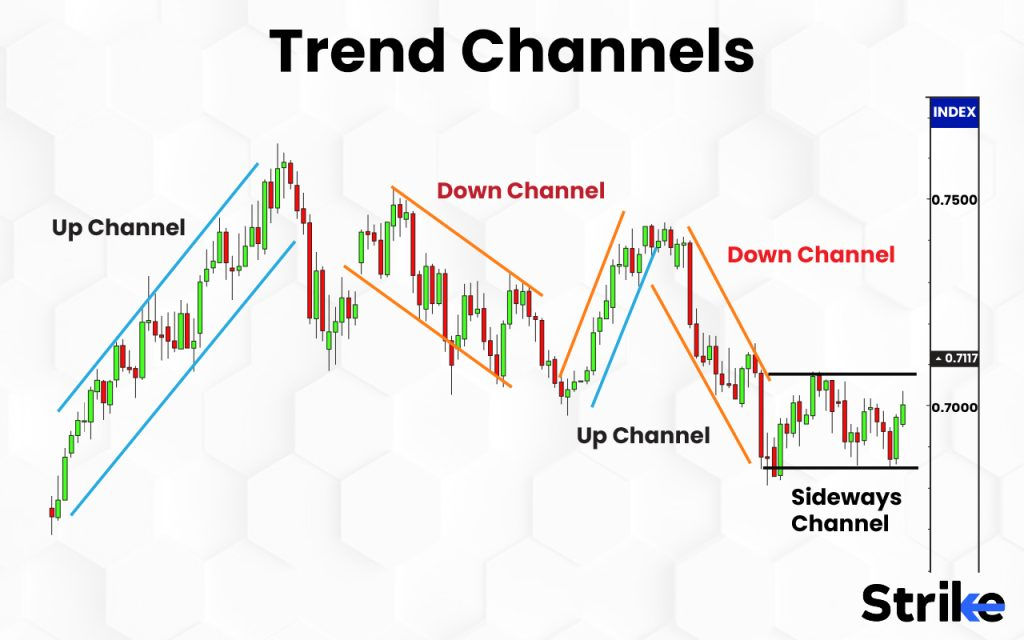 Trend Channels
INDEX
Down Channel
0.7500
Up Channel
Down Channel
0.7117
0.7000
Up Channel
Sideways
Channel
Strike